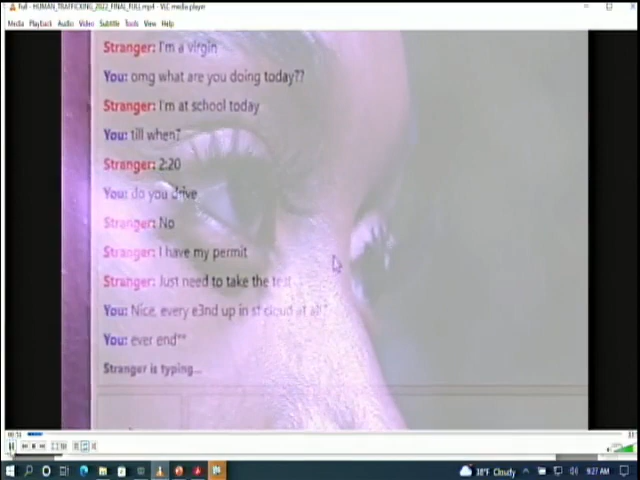 Full - HUMAN_TRAFFICKING_2022_FINAL_FULL.mp4 - VLC media player
Media Playback Audio Video Subtitle Tools View Help
Stranger: I'm a virgin
You: omg what are you doing today??
Stranger: I'm at school today
You: till when?
Stranger: 2:20
You: do you drive
Stranger: No
Stranger: I have my permit
Stranger: Just need to take the test
You: Nice, every e3nd up in st cloud at all?
You: ever end**
Stranger is typing...
38°F Cloudy
9:27 AM